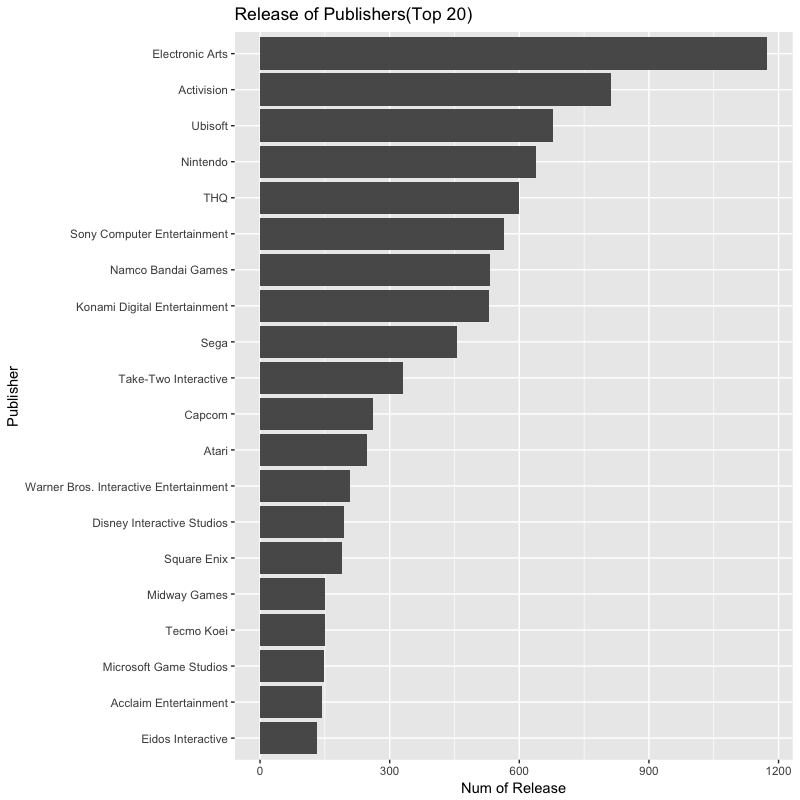 Release of Publishers(Top 20)
Electronic Arts
Activision
Ubisoft
Nintendo
THQ
Sony Computer Entertainment
Namco Bandai Games
Konami Digital Entertainment
Sega
Take-Two Interactive
Capcom
Atari
Warner Bros. Interactive Entertainment
Disney Interactive Studios
Square Enix
Midway Games
Tecmo Koei
Microsoft Game Studios
Acclaim Entertainment
Eidos Interactive
Publisher
0 300 600 900 1200
Num of Release